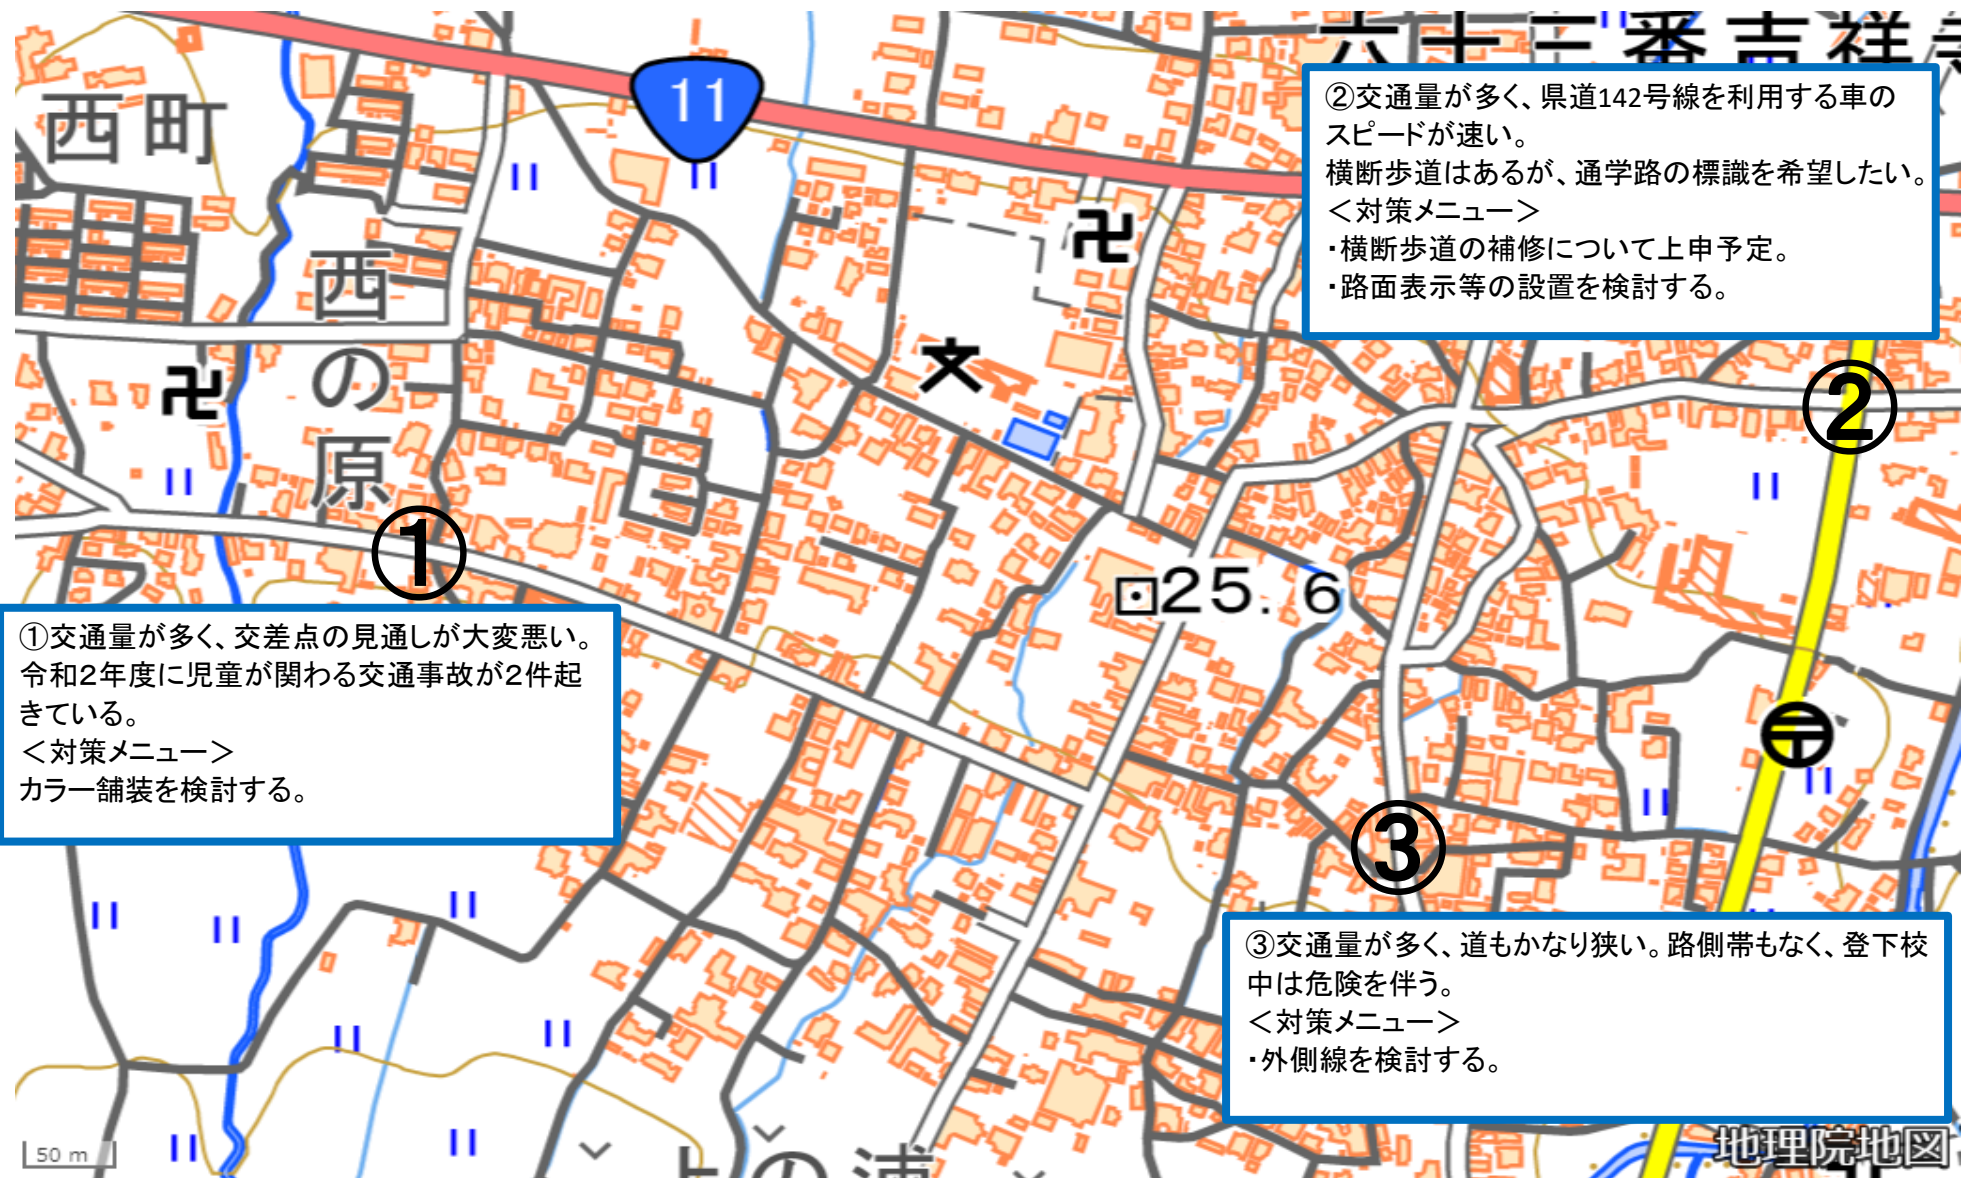 六十三番吉祥寺
11
西町
②交通量が多く、県道142号線を利用する車の
スピードが速い。
横断歩道はあるが、通学路の標識を希望したい。
＜対策メニュー＞
・横断歩道の補修について上申予定。
・路面表示等の設置を検討する。
西の原
②
①
25.6
①交通量が多く、交差点の見通しが大変悪い。
令和2年度に児童が関わる交通事故が2件起
きている。
＜対策メニュー＞
カラー舗装を検討する。
③
③交通量が多く、道もかなり狭い。路側帯もなく、登下校
中は危険を伴う。
＜対策メニュー＞
・外側線を検討する。
50 m
上の浦
地理院地図